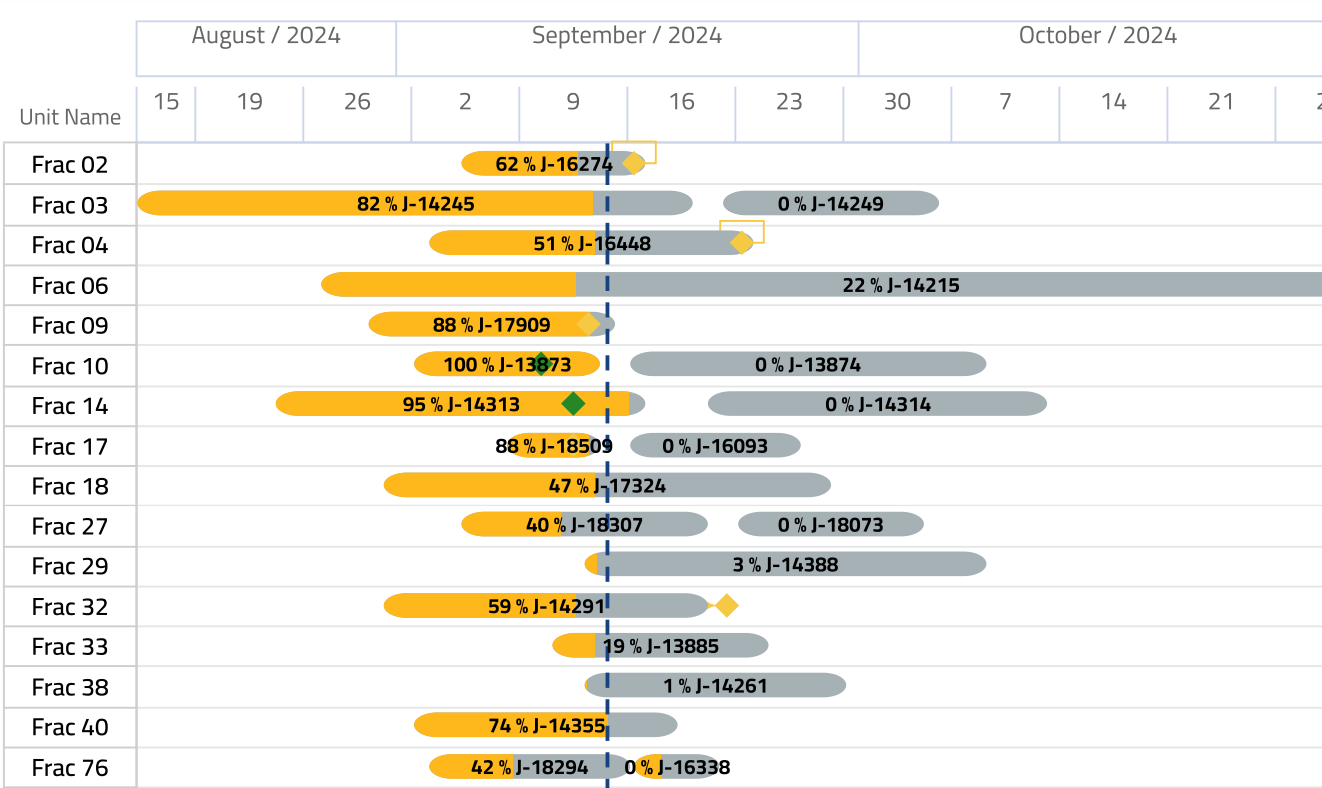 August / 2024 September / 2024 October / 2024
Unit Name 15 19 26 2 9 16 23 30 7 14 21
Frac 02 62 % J-16274
Frac 03 82 % J-14245 0 % J-14249
Frac 04 51 % J-16448
Frac 06 22 % J-14215
Frac 09 88 % J-17909
Frac 10 100 % J-13873 0 % J-13874
Frac 14 95 % J-14313 0 % J-14314
Frac 17 88 % J-18509 0 % J-16093
Frac 18 47 % J-17324
Frac 27 40 % J-18307 0 % J-18073
Frac 29 3 % J-14388
Frac 32 59 % J-14291
Frac 33 19 % J-13885
Frac 38 1 % J-14261
Frac 40 74 % J-14355
Frac 76 42 % J-18294 0 % J-16338